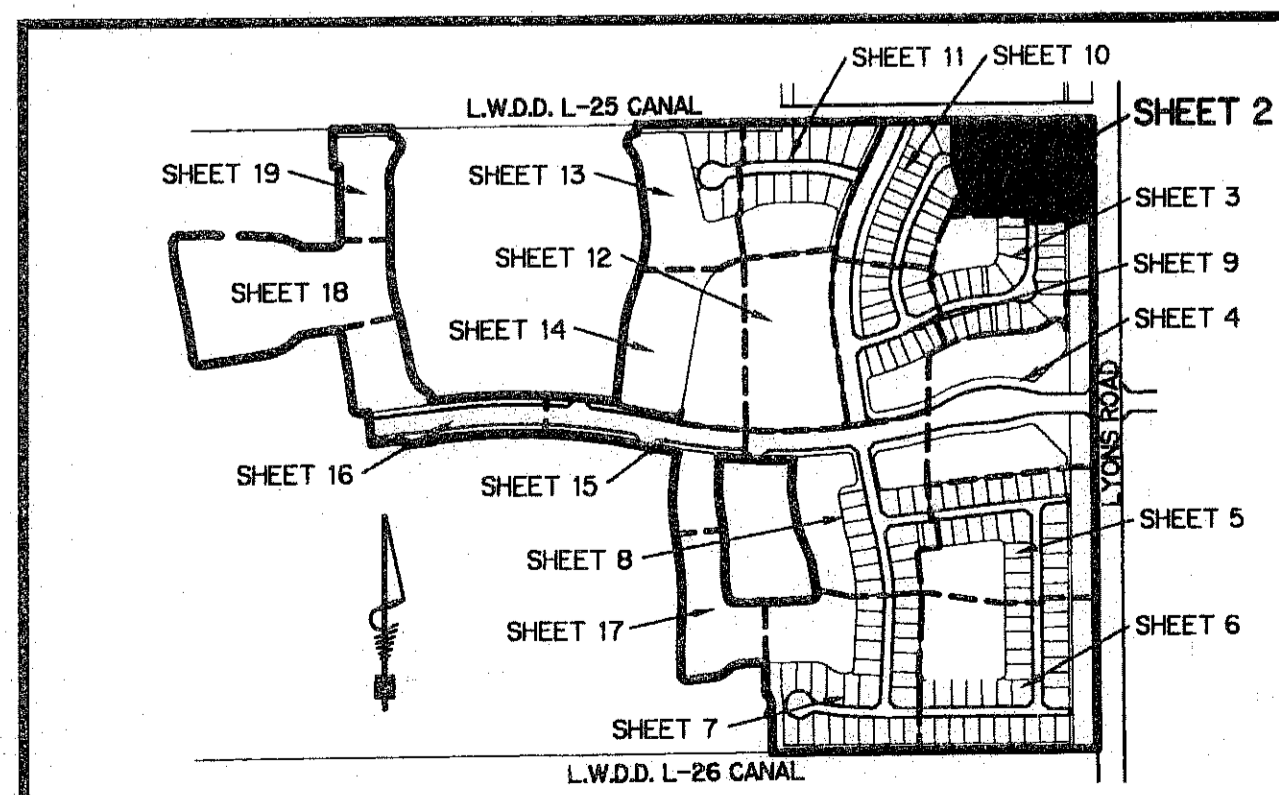 SHEET 11
SHEET 10
L.W.D.D. L-25 CANAL
SHEET 2
SHEET 19
SHEET 13
SHEET 3
SHEET 12
SHEET 9
SHEET 18
SHEET 14
SHEET 4
LYONS ROAD
SHEET 16
SHEET 15
SHEET 5
SHEET 8
SHEET 17
SHEET 6
SHEET 7
L.W.D.D. L-26 CANAL